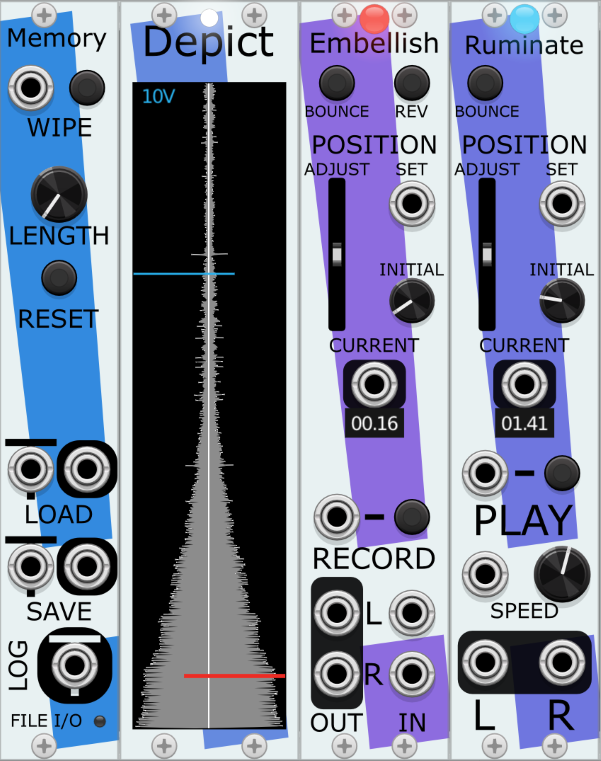 Memory
WIPE
LENGTH
RESET
LOAD
SAVE
LOG
FILE I/O
Depict
10V
Embellish
BOUNCE REV
POSITION
ADJUST SET
INITIAL
CURRENT
00.16
RECORD
L
R
OUT IN
Ruminate
BOUNCE
POSITION
ADJUST SET
INITIAL
CURRENT
01.41
PLAY
SPEED
L R